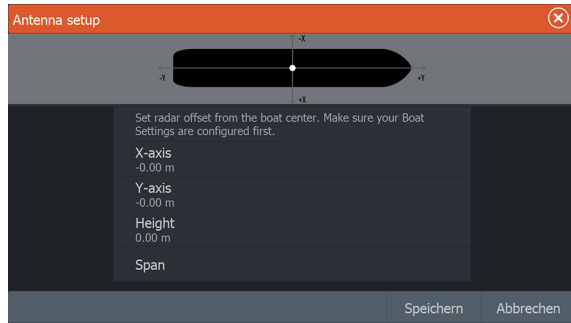 Antenna setup
-X
-Y
+Y
+X
Set radar offset from the boat center. Make sure your Boat
Settings are configured first.
X-axis
-0.00 m
Y-axis
-0.00 m
Height
0.00 m
Span
Speichern
Abbrechen